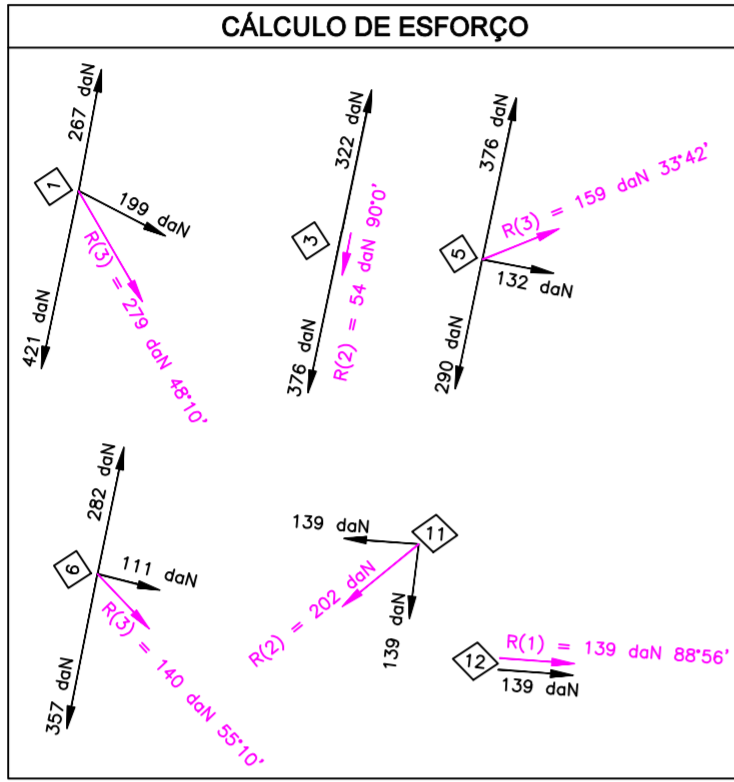 CÁLCULO DE ESFORÇO
267 daN
1
199 daN
R(3) = 279 daN 48°10'
421 daN
322 daN
3
R(2) = 54 daN 90°0'
376 daN
376 daN
5
R(3) = 159 daN 33°42'
132 daN
290 daN
282 daN
6
111 daN
R(3) = 140 daN 55°10'
357 daN
139 daN
11
R(2) = 202 daN
139 daN
12
R(1) = 139 daN 88°56'
139 daN